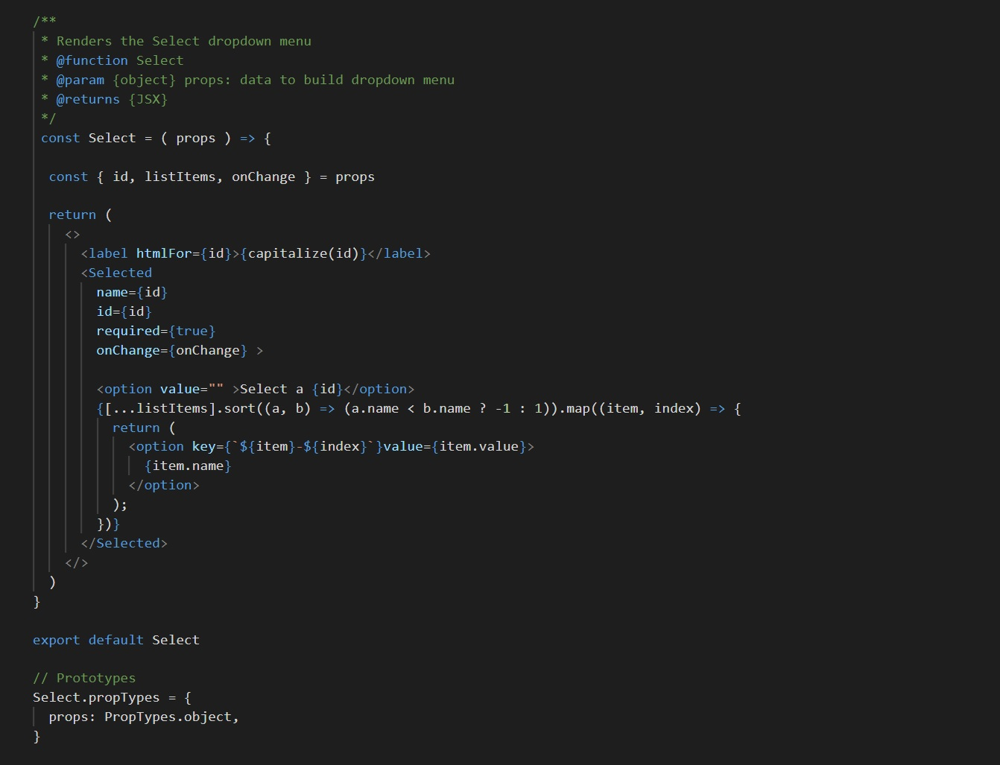 /**
* Renders the Select dropdown menu
* @function Select
* @param {object} props: data to build dropdown menu
* @returns {JSX}
*/
const Select = ( props ) => {
const { id, listItems, onChange } = props
return (
<>
<label htmlFor={id}>{capitalize(id)}</label>
<Selected
name={id}
id={id}
required={true}
onChange={onChange} >
<option value="" >Select a {id}</option>
{[...listItems].sort((a, b) => (a.name < b.name ? -1 : 1)).map((item, index) => {
return (
<option key={`${item}-${index}`}value={item.value}>
{item.name}
</option>
);
})}
</Selected>
</>
)
}
export default Select
// Prototypes
Select.propTypes = {
props: PropTypes.object,
}